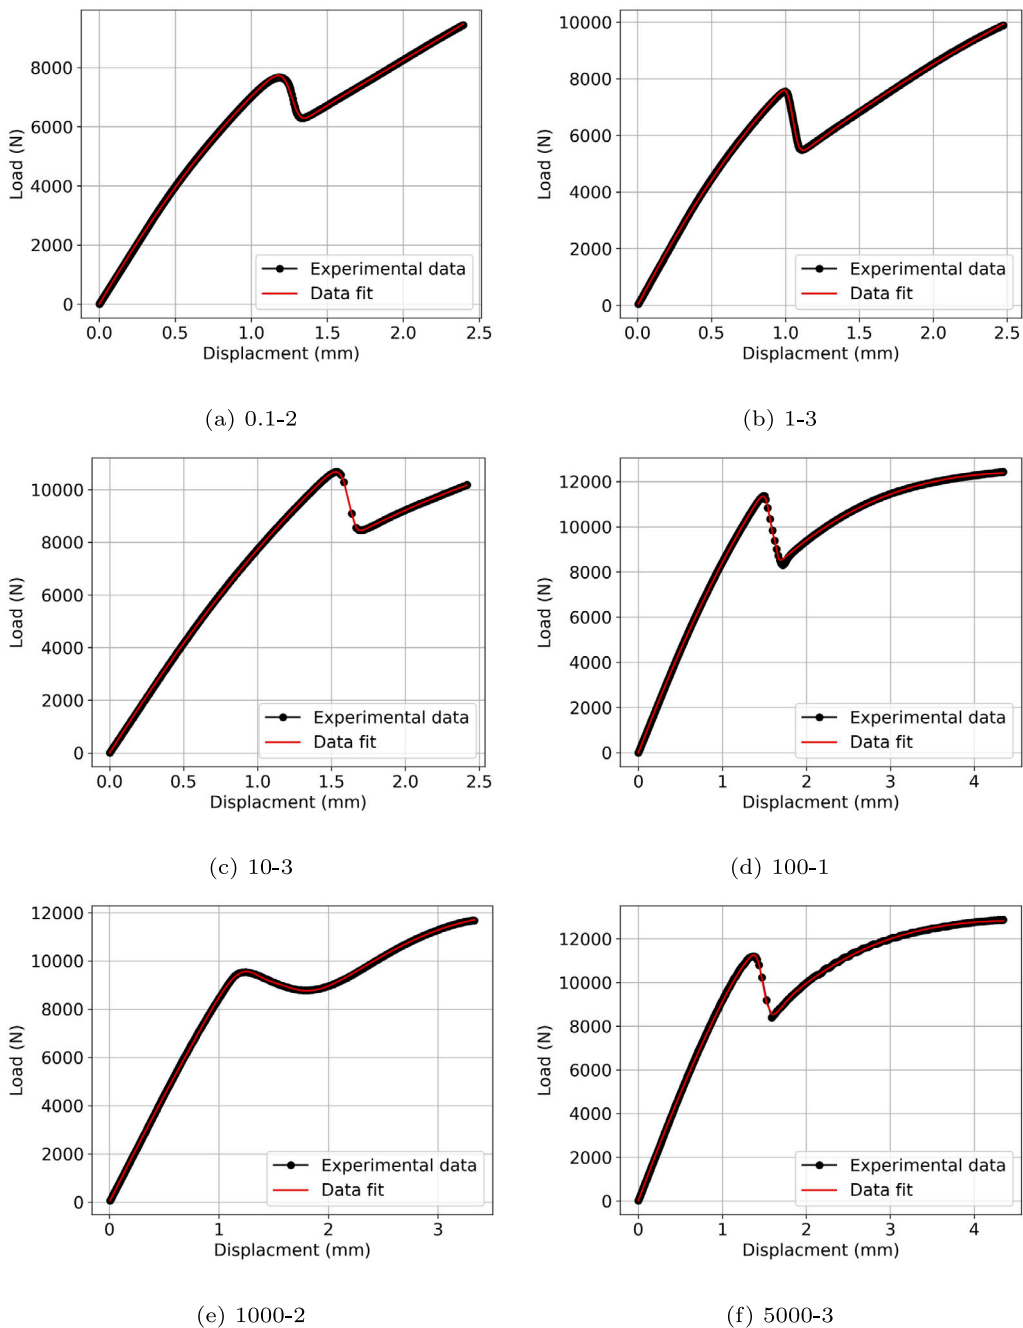 8000
6000
4000
2000
0
Load (N)
Experimental data
Data fit
0.0 0.5 1.0 1.5 2.0 2.5
Displacment (mm)
(a) 0.1-2
10000
8000
6000
4000
2000
0
Load (N)
Experimental data
Data fit
0.0 0.5 1.0 1.5 2.0 2.5
Displacment (mm)
(b) 1-3
10000
8000
6000
4000
2000
0
Load (N)
Experimental data
Data fit
0.0 0.5 1.0 1.5 2.0 2.5
Displacment (mm)
(c) 10-3
12000
10000
8000
6000
4000
2000
0
Load (N)
Experimental data
Data fit
0 1 2 3 4
Displacment (mm)
(d) 100-1
12000
10000
8000
6000
4000
2000
0
Load (N)
Experimental data
Data fit
0 1 2 3
Displacment (mm)
(e) 1000-2
12000
10000
8000
6000
4000
2000
0
Load (N)
Experimental data
Data fit
0 1 2 3 4
Displacment (mm)
(f) 5000-3